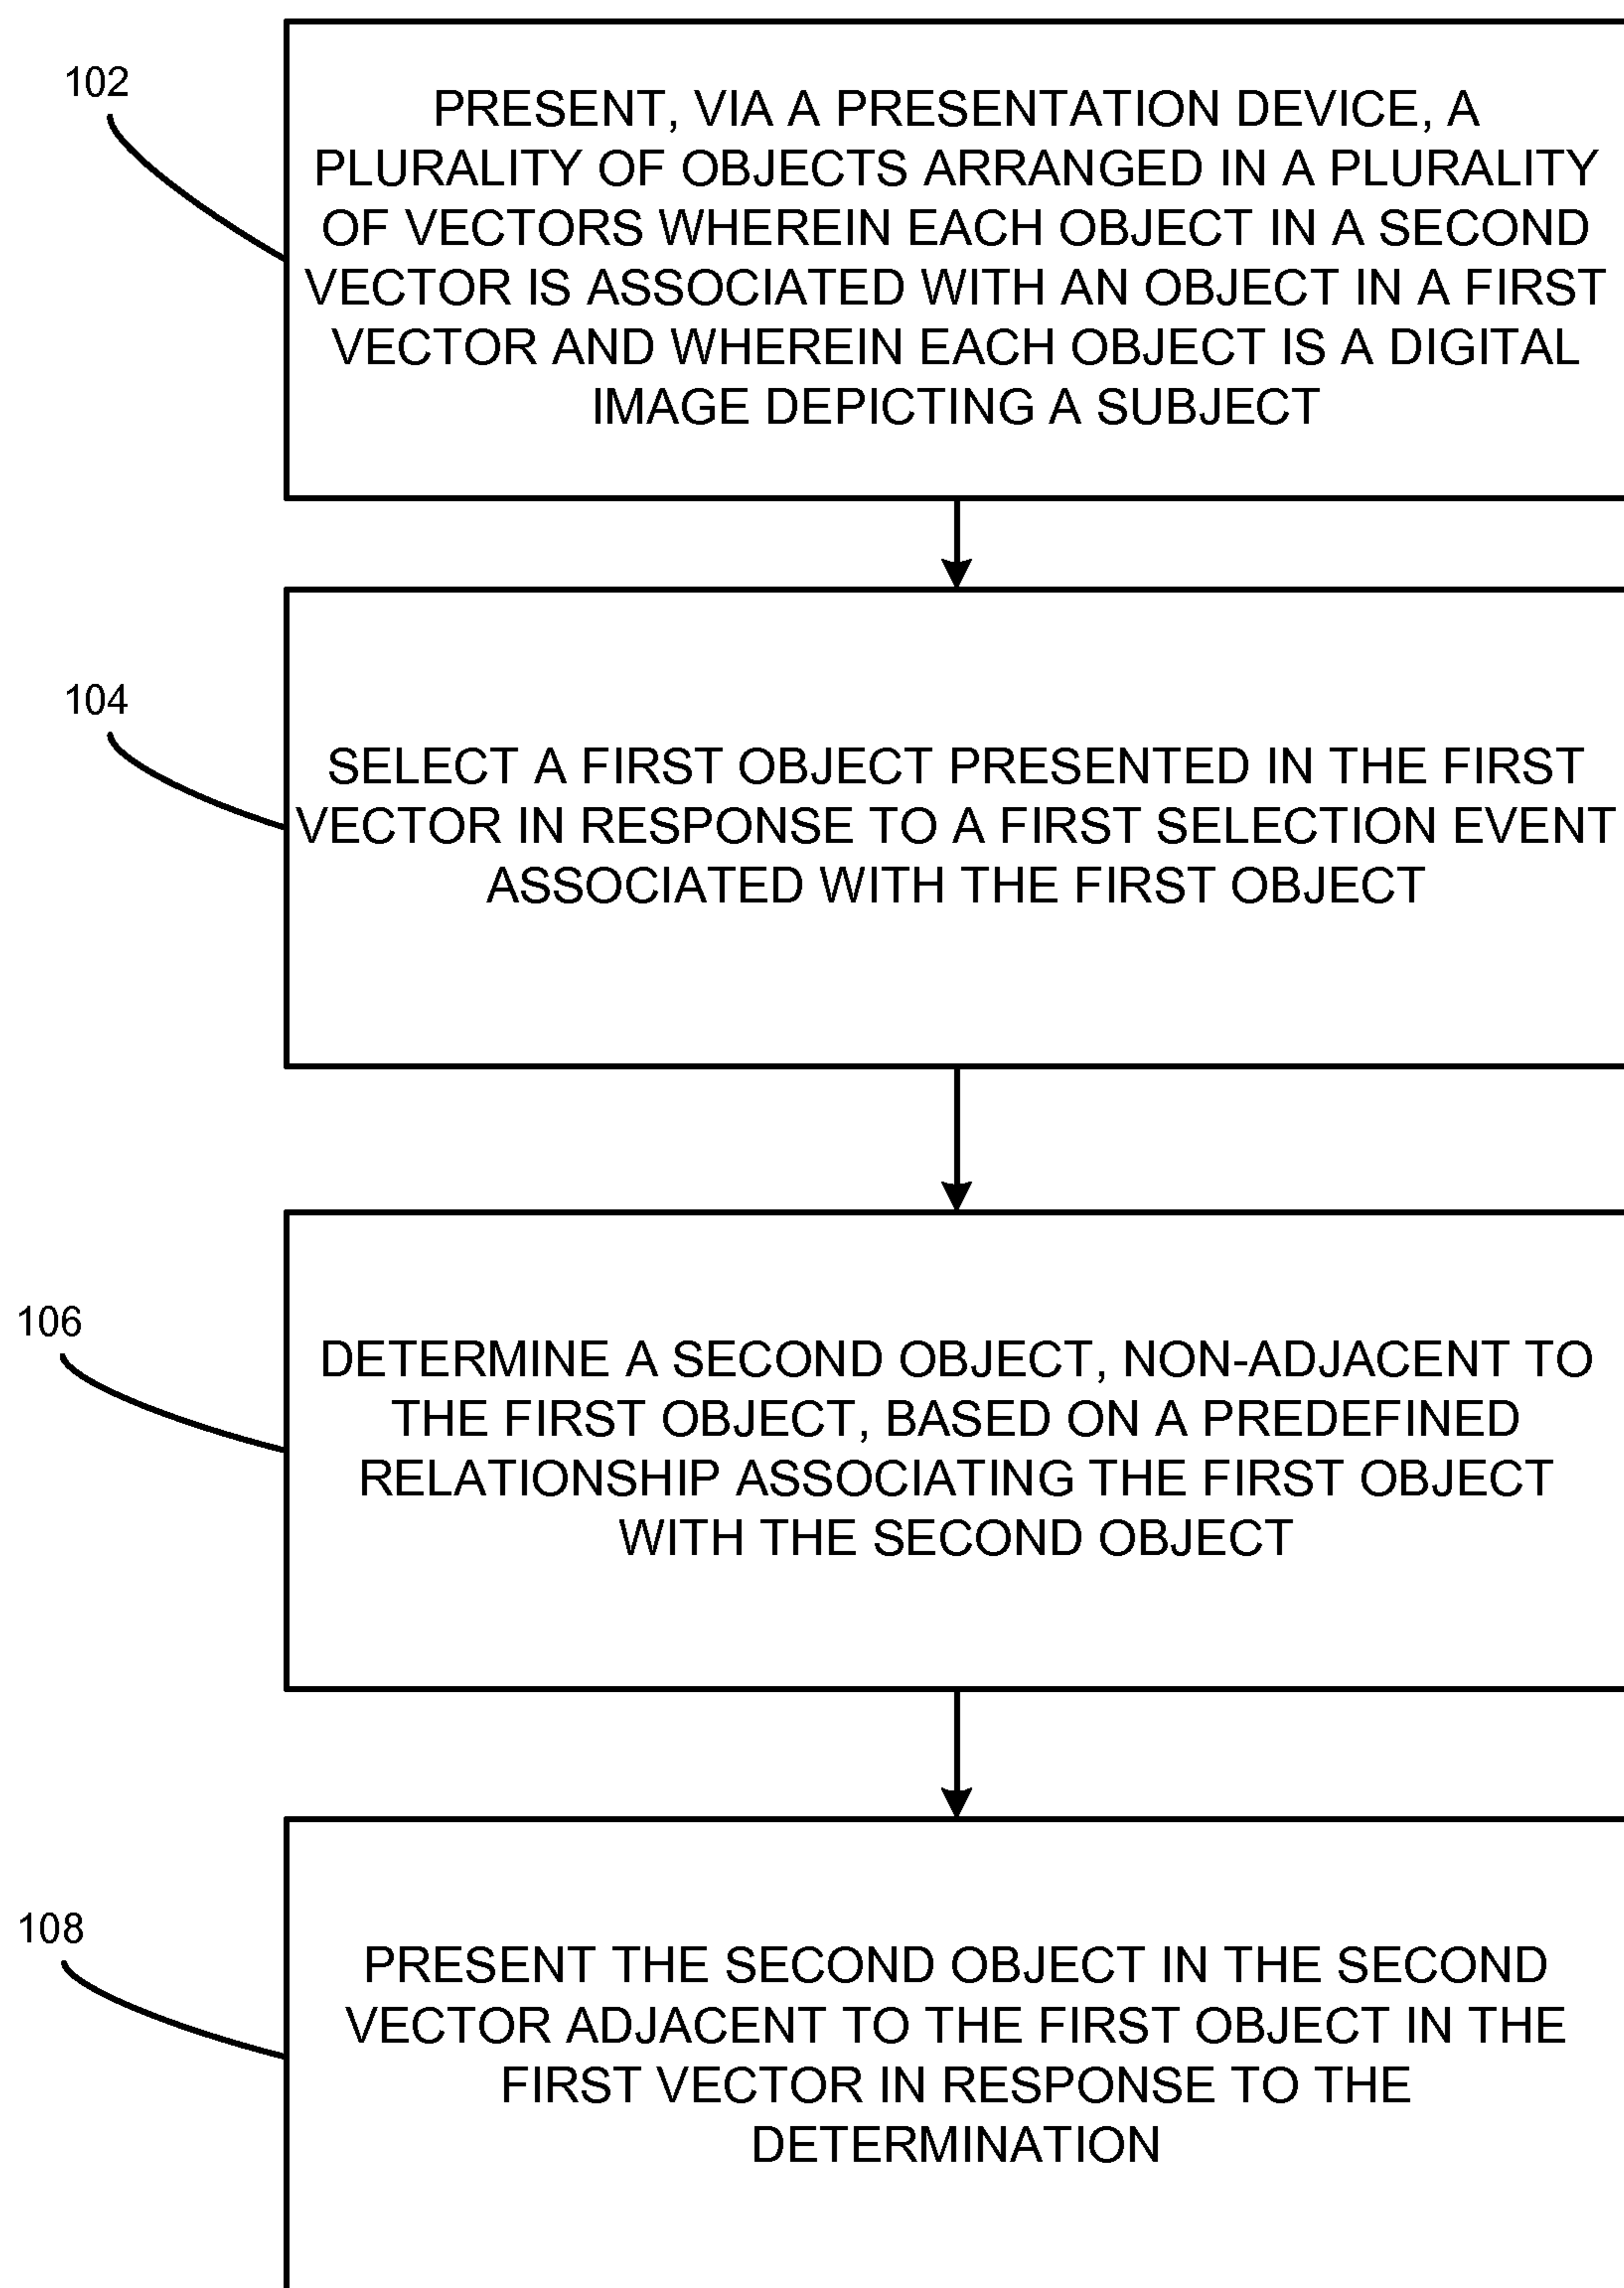 102
PRESENT, VIA A PRESENTATION DEVICE, A
PLURALITY OF OBJECTS ARRANGED IN A PLURALITY
OF VECTORS WHEREIN EACH OBJECT IN A SECOND
VECTOR IS ASSOCIATED WITH AN OBJECT IN A FIRST
VECTOR AND WHEREIN EACH OBJECT IS A DIGITAL
IMAGE DEPICTING A SUBJECT
104
SELECT A FIRST OBJECT PRESENTED IN THE FIRST
VECTOR IN RESPONSE TO A FIRST SELECTION EVENT
ASSOCIATED WITH THE FIRST OBJECT
106
DETERMINE A SECOND OBJECT, NON-ADJACENT TO
THE FIRST OBJECT, BASED ON A PREDEFINED
RELATIONSHIP ASSOCIATING THE FIRST OBJECT
WITH THE SECOND OBJECT
108
PRESENT THE SECOND OBJECT IN THE SECOND
VECTOR ADJACENT TO THE FIRST OBJECT IN THE
FIRST VECTOR IN RESPONSE TO THE
DETERMINATION